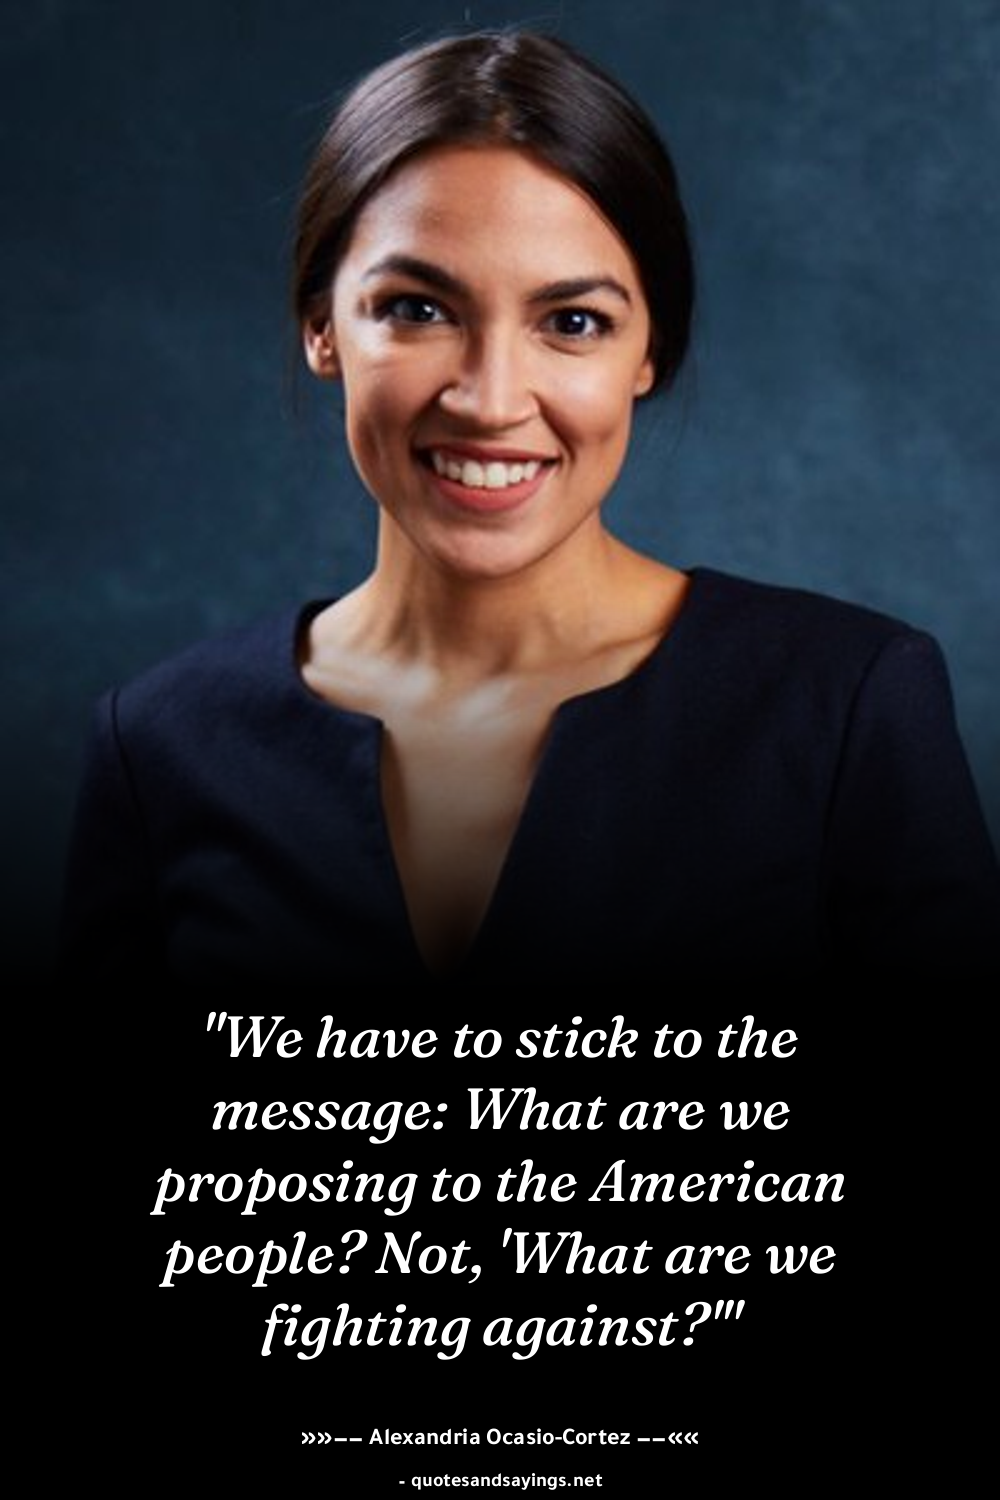 "We have to stick to the
message: What are we
proposing to the American
people? Not, 'What are we
fighting against?'"
»»−− Alexandria Ocasio-Cortez −−««
- quotesandsayings.net